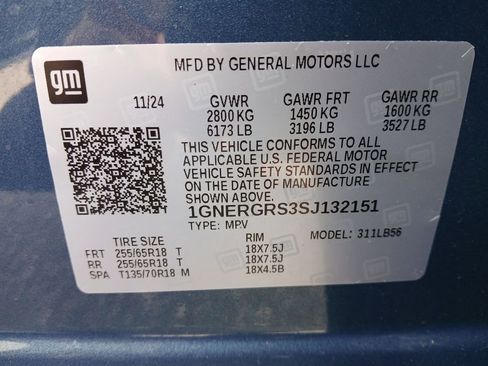 gm
MFD BY GENERAL MOTORS LLC
11/24 GVWR GAWR FRT GAWR RR
2800 KG 1450 KG 1600 KG
6173 LB 3196 LB 3527 LB
THIS VEHICLE CONFORMS TO ALL
APPLICABLE U.S. FEDERAL MOTOR
VEHICLE SAFETY STANDARDS IN EFFECT
ON THE DATE OF MANUFACTURE
SHOWN ABOVE.
1GNERGRS3SJ132151
TYPE: MPV MODEL: 311LB56
TIRE SIZE RIM
FRT 255/65R18 T 18X7.5J
RR 255/65R18 T 18X7.5J
SPA T135/70R18 M 18X4.5B